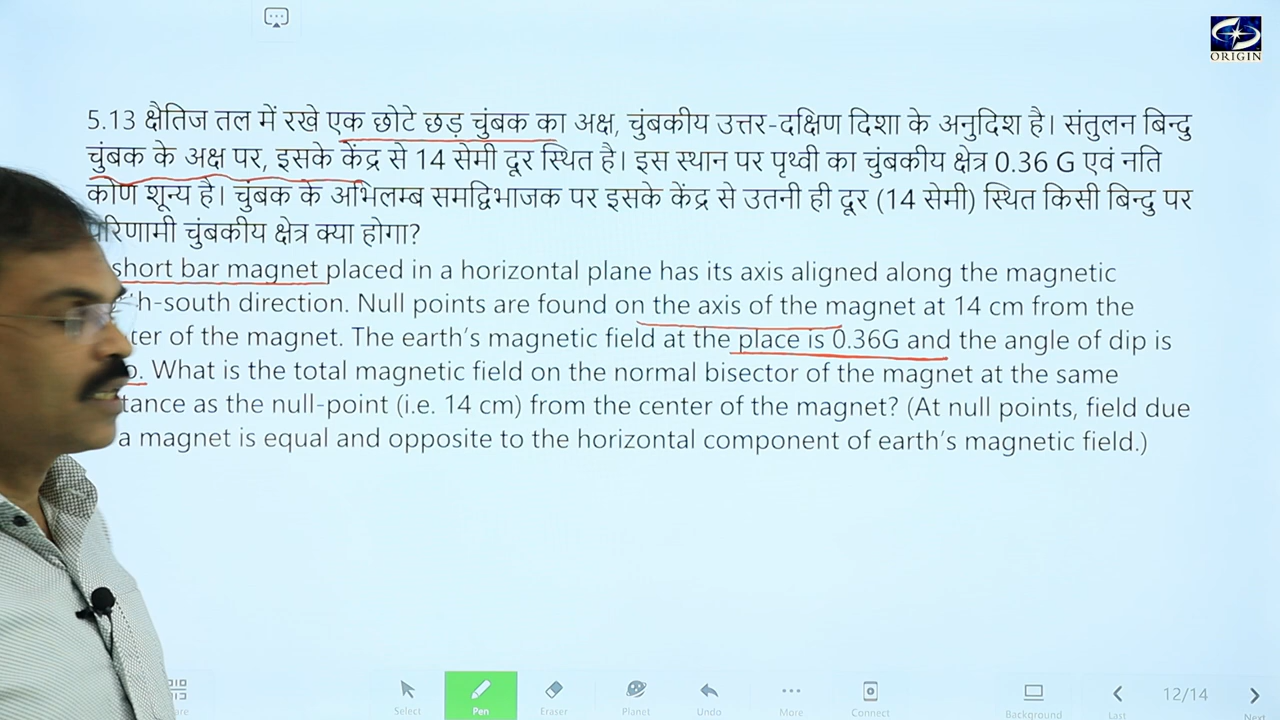 ORIGIN
5.13 क्षैतिज तल में रखे एक छोटे छड़ चुंबक का अक्ष, चुंबकीय उत्तर-दक्षिण दिशा के अनुदिश है। संतुलन बिन्दु
चुंबक के अक्ष पर, इसके केंद्र से 14 सेमी दूर स्थित है। इस स्थान पर पृथ्वी का चुंबकीय क्षेत्र 0.36 G एवं नति
कोण शून्य है। चुंबक के अभिलम्ब समद्विभाजक पर इसके केंद्र से उतनी ही दूर (14 सेमी) स्थित किसी बिन्दु पर
परिणामी चुंबकीय क्षेत्र क्या होगा?
short bar magnet placed in a horizontal plane has its axis aligned along the magnetic
h-south direction. Null points are found on the axis of the magnet at 14 cm from the
ter of the magnet. The earth's magnetic field at the place is 0.36G and the angle of dip is
o. What is the total magnetic field on the normal bisector of the magnet at the same
tance as the null-point (i.e. 14 cm) from the center of the magnet? (At null points, field due
a magnet is equal and opposite to the horizontal component of earth's magnetic field.)
are Select Pen Eraser Planet Undo More Connect Background Last 12/14 Next